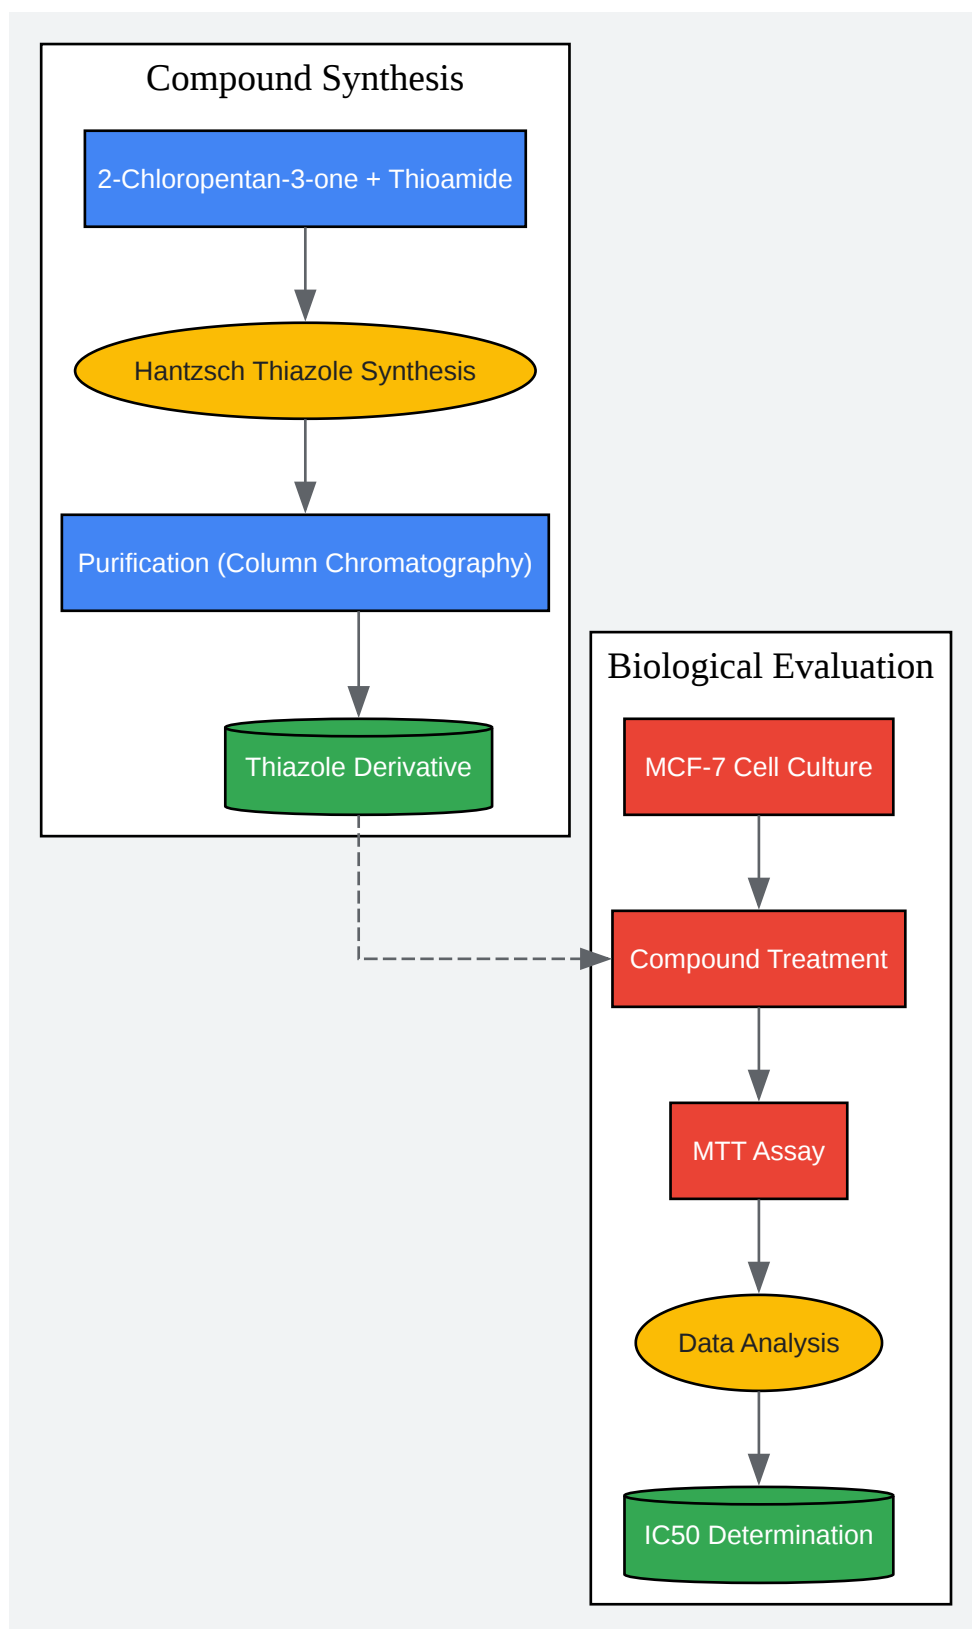 Compound Synthesis
2-Chloropentan-3-one + Thioamide
Hantzsch Thiazole Synthesis
Purification (Column Chromatography)
Thiazole Derivative
Biological Evaluation
MCF-7 Cell Culture
Compound Treatment
MTT Assay
Data Analysis
IC50 Determination